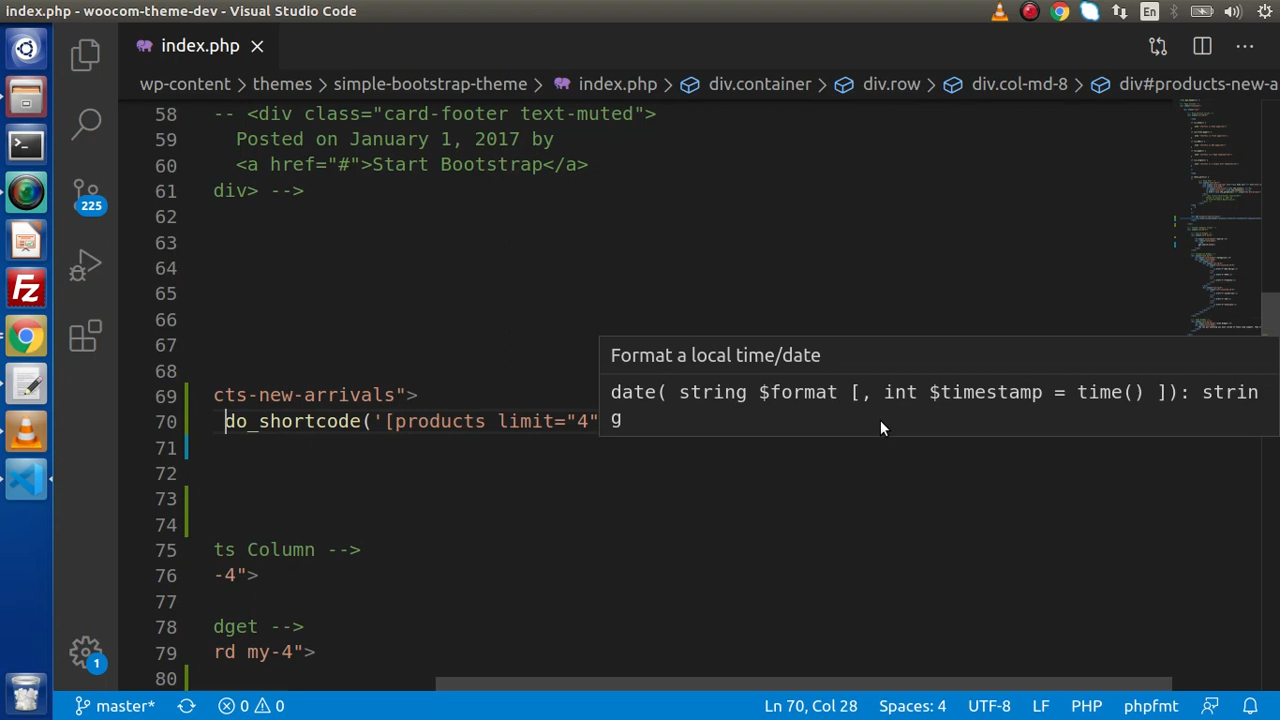 index.php - woocom-theme-dev - Visual Studio Code
En
index.php
wp-content
themes
simple-bootstrap-theme
index.php
div.container
div.row
div.col-md-8
div#products-new-a
58 -- <div class="card-footer text-muted">
59 Posted on January 1, 2017 by
60 <a href="#">Start Bootstrap</a>
61 div> -->
62
63
64
65
66
67
68
69 cts-new-arrivals">
70 do_shortcode('[products limit="4"
71
72
73
74
75 ts Column -->
76 -4">
77
78 dget -->
79 rd my-4">
80
Format a local time/date
date( string $format [, int $timestamp = time() ]): strin
g
225
1
Fz
master*
0
0
Ln 70, Col 28
Spaces: 4
UTF-8
LF
PHP
phpfmt